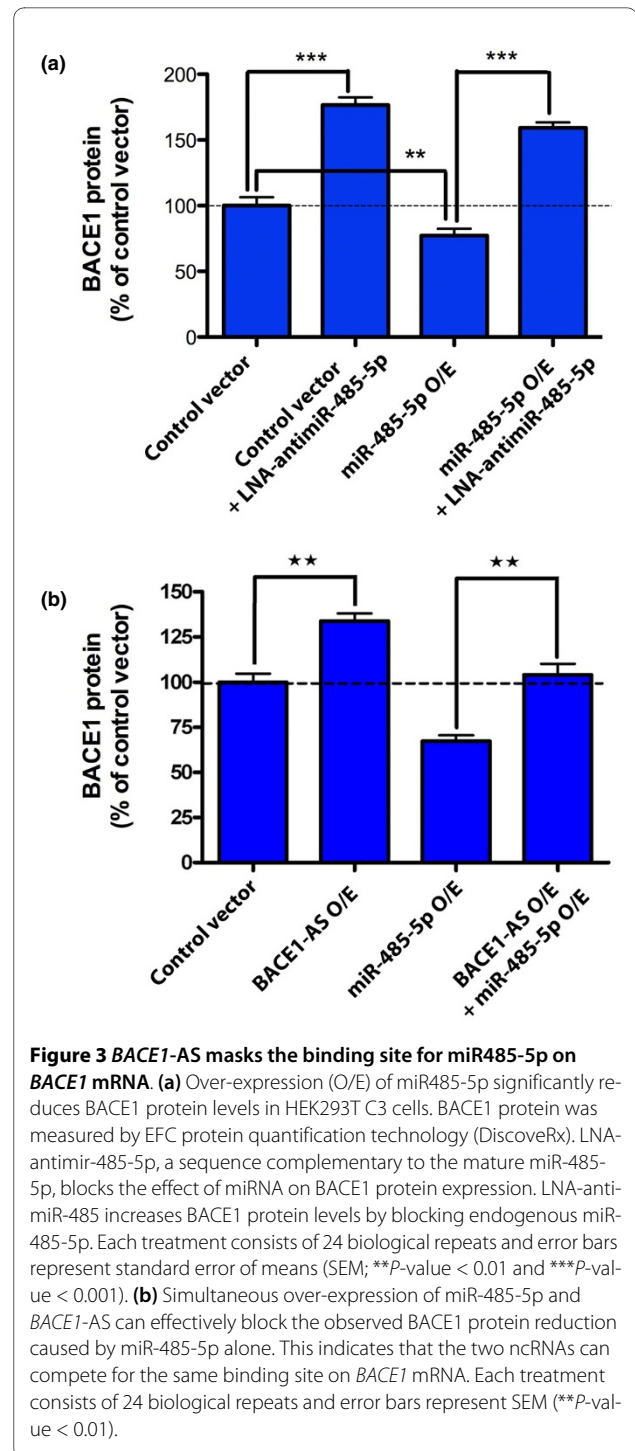 (a)
***
***
**
200
150
100
50
0
BACE1 protein
(% of control vector)
Control vector
Control vector
+ LNA-antimiR-485-5p
miR-485-5p O/E
miR-485-5p O/E
+ LNA-antimiR-485-5p
(b)
★★
★★
150
125
100
75
50
25
0
BACE1 protein
(% of control vector)
Control vector
BACE1-AS O/E
miR-485-5p O/E
BACE1-AS O/E
+ miR-485-5p O/E
Figure 3 BACE1-AS masks the binding site for miR485-5p on
BACE1 mRNA. (a) Over-expression (O/E) of miR485-5p significantly re-
duces BACE1 protein levels in HEK293T C3 cells. BACE1 protein was
measured by EFC protein quantification technology (DiscoveRx). LNA-
antimir-485-5p, a sequence complementary to the mature miR-485-
5p, blocks the effect of miRNA on BACE1 protein expression. LNA-anti-
miR-485 increases BACE1 protein levels by blocking endogenous miR-
485-5p. Each treatment consists of 24 biological repeats and error bars
represent standard error of means (SEM; **P-value < 0.01 and ***P-val-
ue < 0.001). (b) Simultaneous over-expression of miR-485-5p and
BACE1-AS can effectively block the observed BACE1 protein reduction
caused by miR-485-5p alone. This indicates that the two ncRNAs can
compete for the same binding site on BACE1 mRNA. Each treatment
consists of 24 biological repeats and error bars represent SEM (**P-val-
ue < 0.01).